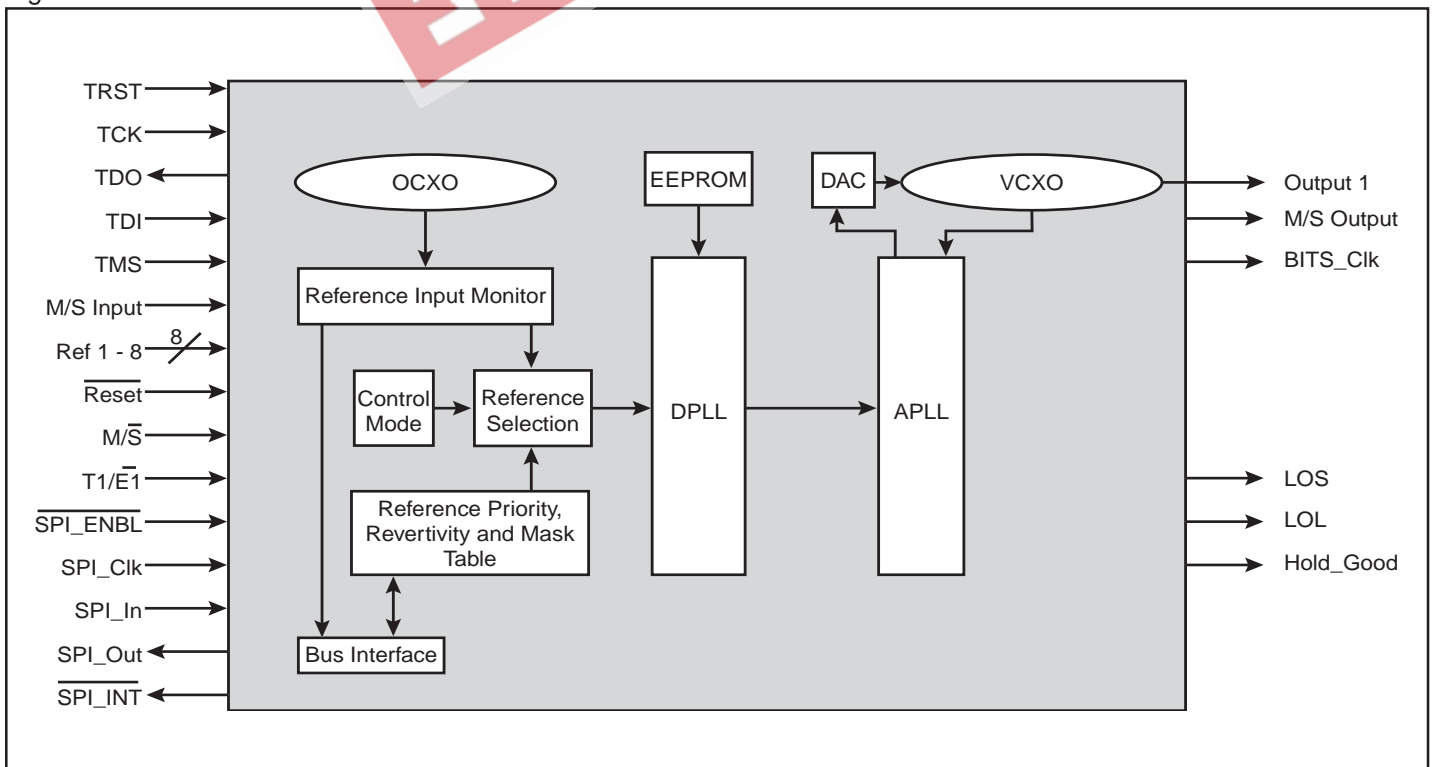 TRST
TCK
TDO
TDI
TMS
M/S Input
Ref 1 - 8
8
Reset
M/S
T1/E1
SPI_ENBL
SPI_Clk
SPI_In
SPI_Out
SPI_INT
OCXO
EEPROM
DAC
VCXO
Reference Input Monitor
Control
Mode
Reference
Selection
DPLL
APLL
Reference Priority,
Revertivity and Mask
Table
Bus Interface
Output 1
M/S Output
BITS_Clk
LOS
LOL
Hold_Good